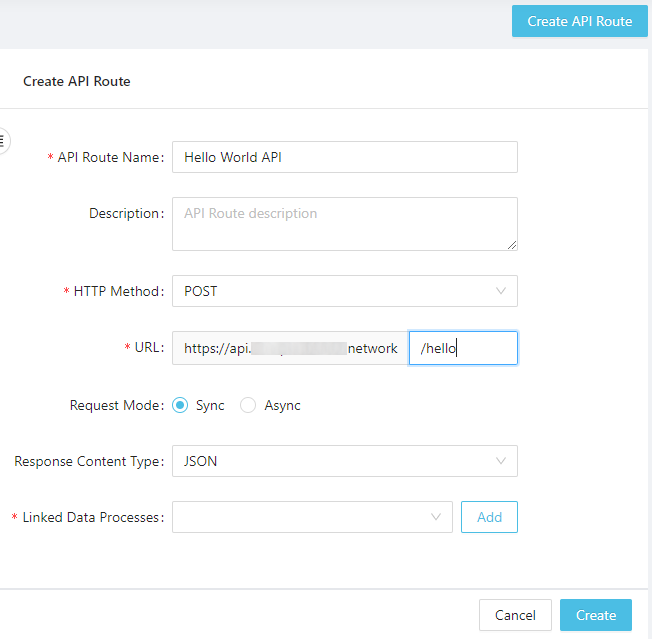 Create API Route
Create API Route
* API Route Name: Hello World API
Description: API Route description
* HTTP Method: POST
* URL: https://api. network /hello
Request Mode: Sync Async
Response Content Type: JSON
* Linked Data Processes: Add
Cancel Create